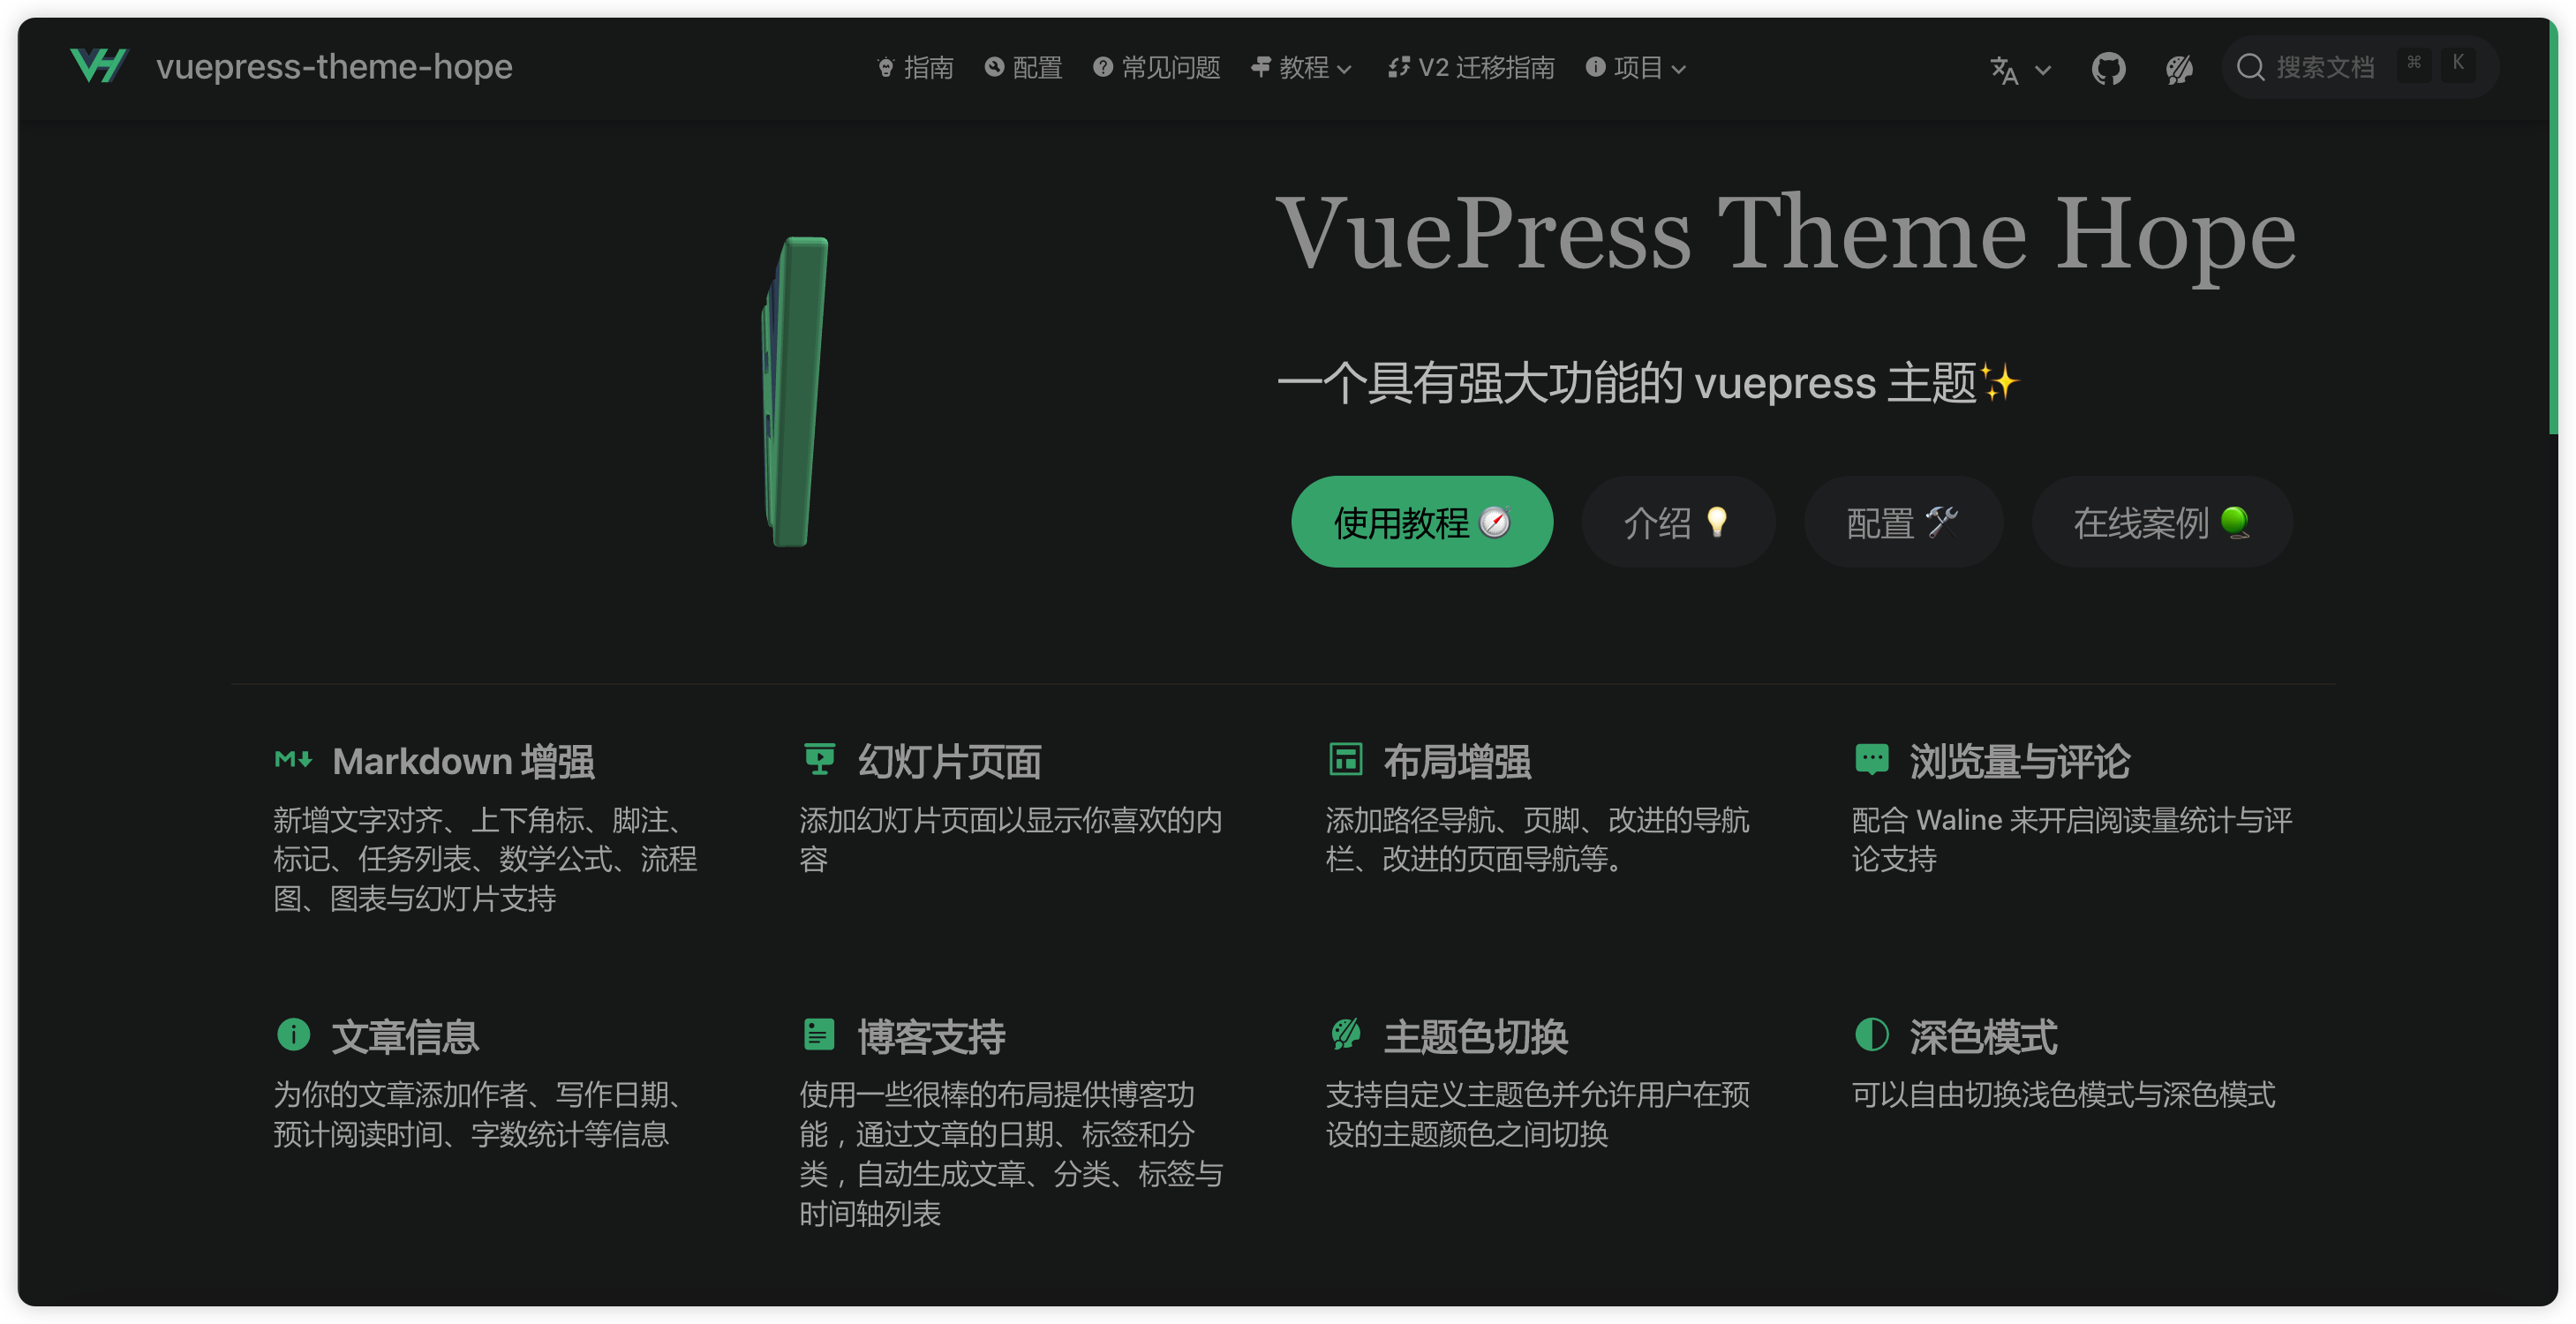 vuepress-theme-hope
指南
配置
常见问题
教程
V2 迁移指南
项目
搜索文档 ⌘ K
VuePress Theme Hope
一个具有强大功能的 vuepress 主题✨
使用教程 🧭
介绍 💡
配置 🛠
在线案例
Markdown 增强
新增文字对齐、上下角标、脚注、
标记、任务列表、数学公式、流程
图、图表与幻灯片支持
幻灯片页面
添加幻灯片页面以显示你喜欢的内
容
布局增强
添加路径导航、页脚、改进的导航
栏、改进的页面导航等。
浏览量与评论
配合 Waline 来开启阅读量统计与评
论支持
文章信息
为你的文章添加作者、写作日期、
预计阅读时间、字数统计等信息
博客支持
使用一些很棒的布局提供博客功
能，通过文章的日期、标签和分
类，自动生成文章、分类、标签与
时间轴列表
主题色切换
支持自定义主题色并允许用户在预
设的主题颜色之间切换
深色模式
可以自由切换浅色模式与深色模式